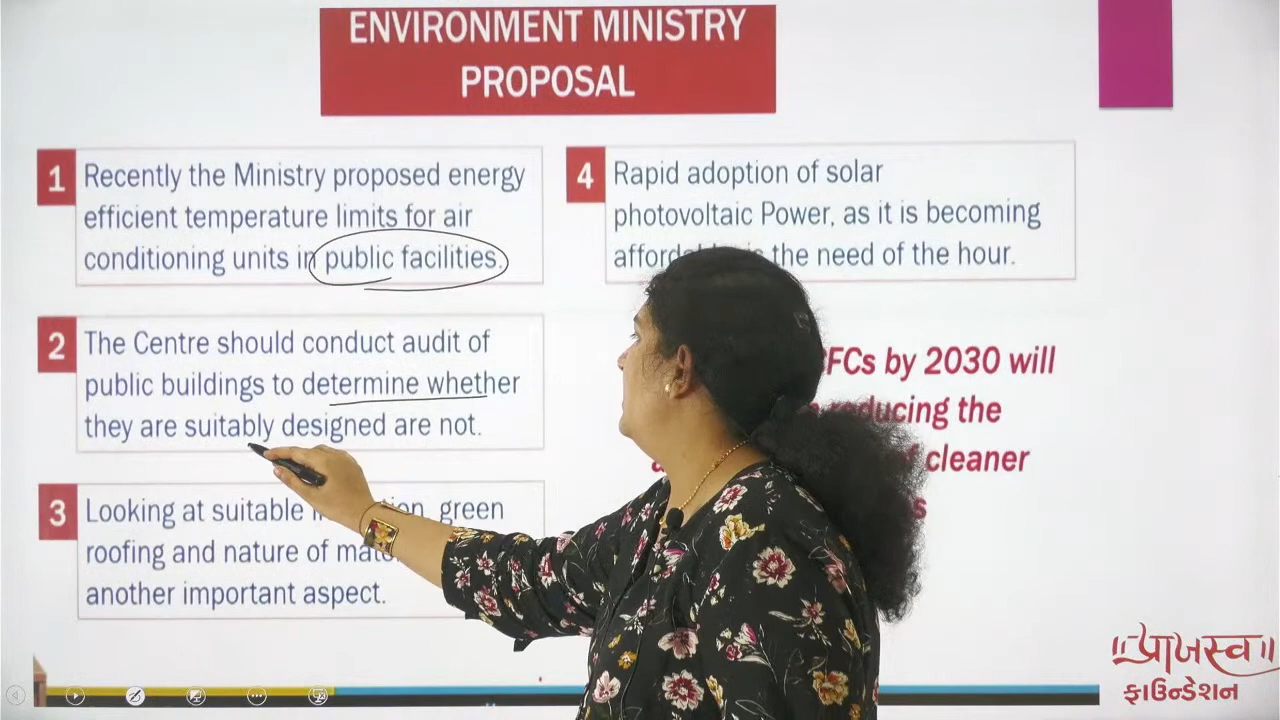 ENVIRONMENT MINISTRY
PROPOSAL
1
Recently the Ministry proposed energy
efficient temperature limits for air
conditioning units in public facilities.
2
The Centre should conduct audit of
public buildings to determine whether
they are suitably designed are not.
3
Looking at suitable green
roofing and nature of
another important aspect.
4
Rapid adoption of solar
photovoltaic Power, as it is becoming
the need of the hour.
by 2030 will
reducing the
cleaner
॥प्राजस्व॥
ફાઉન્ડેશન